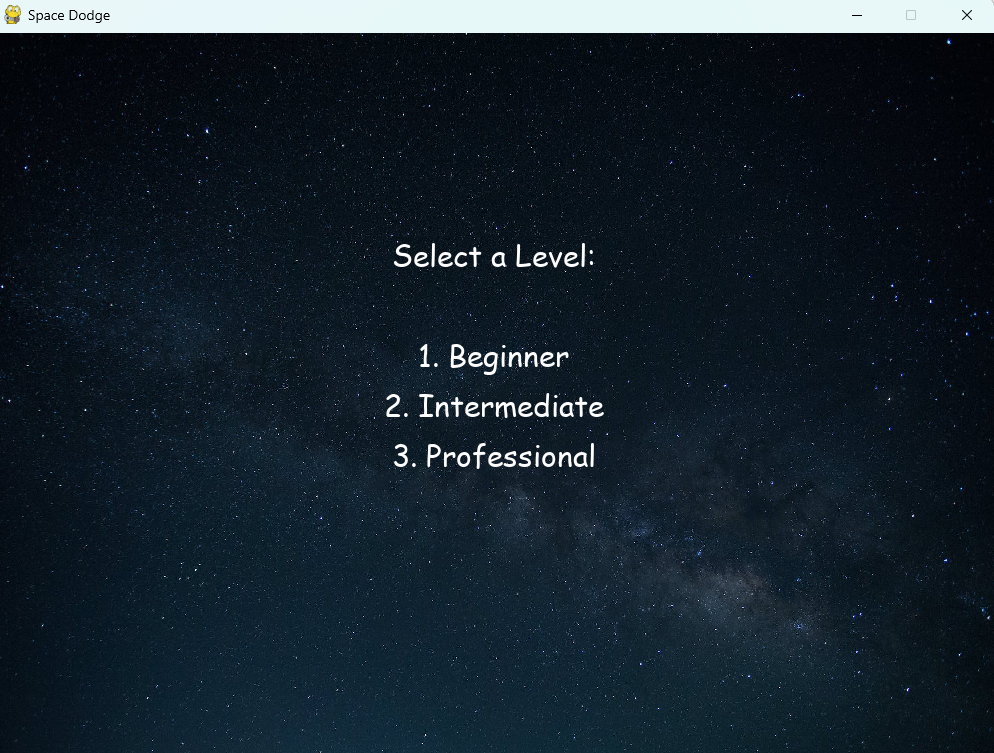 Space Dodge
Select a Level:
1. Beginner
2. Intermediate
3. Professional